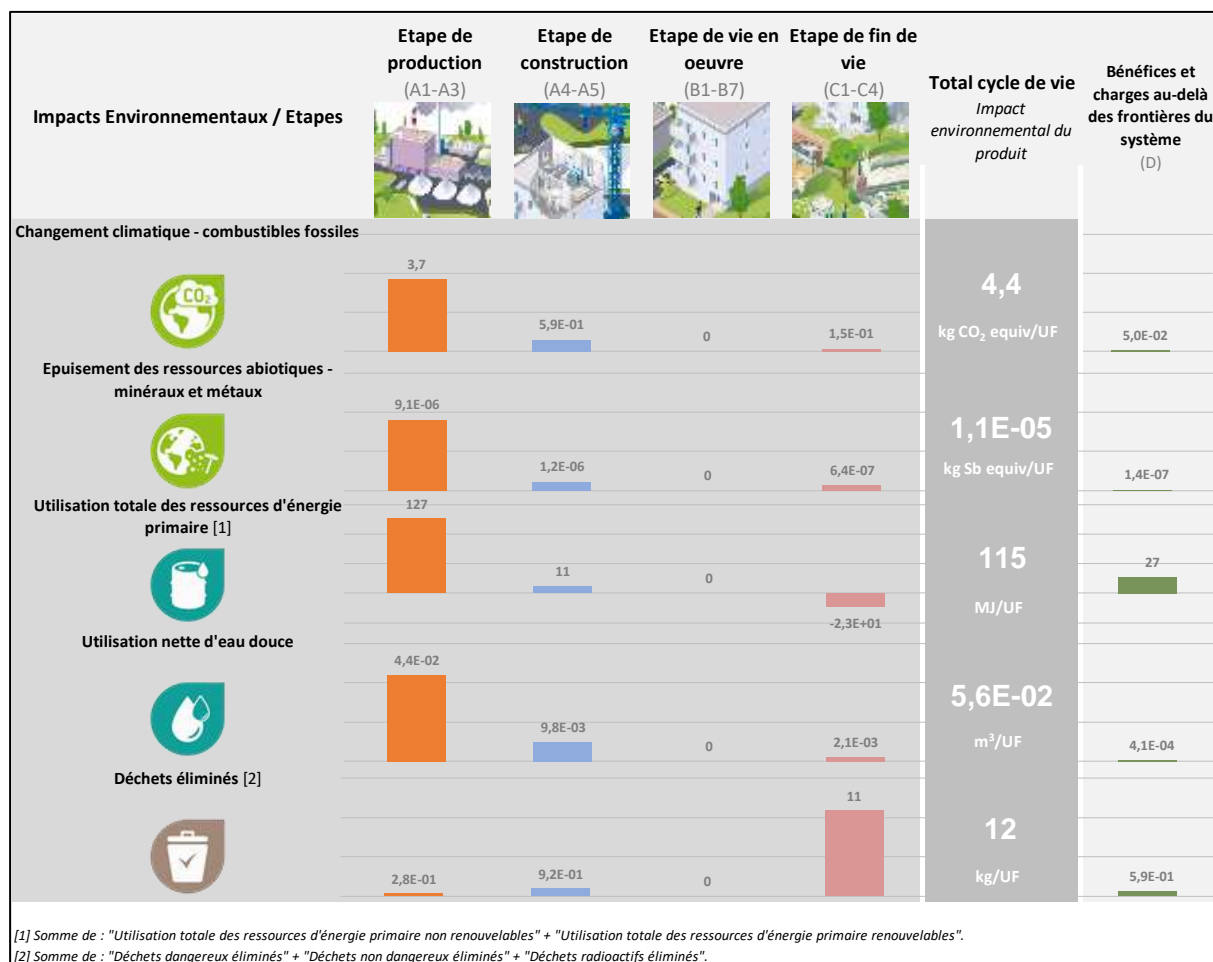 Impacts Environnementaux / Etapes
Etape de
production
(A1-A3)
Etape de
construction
(A4-A5)
Etape de vie en
oeuvre
(B1-B7)
Etape de fin de
vie
(C1-C4)
Total cycle de vie
Impact
environnemental du
produit
Bénéfices et
charges au-delà
des frontières du
système
(D)
Changement climatique - combustibles fossiles
CO2
3,7
5,9E-01
0
1,5E-01
4,4
kg CO2 equiv/UF
5,0E-02
Epuisement des ressources abiotiques -
minéraux et métaux
9,1E-06
1,2E-06
0
6,4E-07
1,1E-05
kg Sb equiv/UF
1,4E-07
Utilisation totale des ressources d'énergie
primaire [1]
127
11
0
-2,3E+01
115
MJ/UF
27
Utilisation nette d'eau douce
4,4E-02
9,8E-03
0
2,1E-03
5,6E-02
m³/UF
4,1E-04
Déchets éliminés [2]
2,8E-01
9,2E-01
0
11
12
kg/UF
5,9E-01
[1] Somme de : "Utilisation totale des ressources d'énergie primaire non renouvelables" + "Utilisation totale des ressources d'énergie primaire renouvelables".
[2] Somme de : "Déchets dangereux éliminés" + "Déchets non dangereux éliminés" + "Déchets radioactifs éliminés".